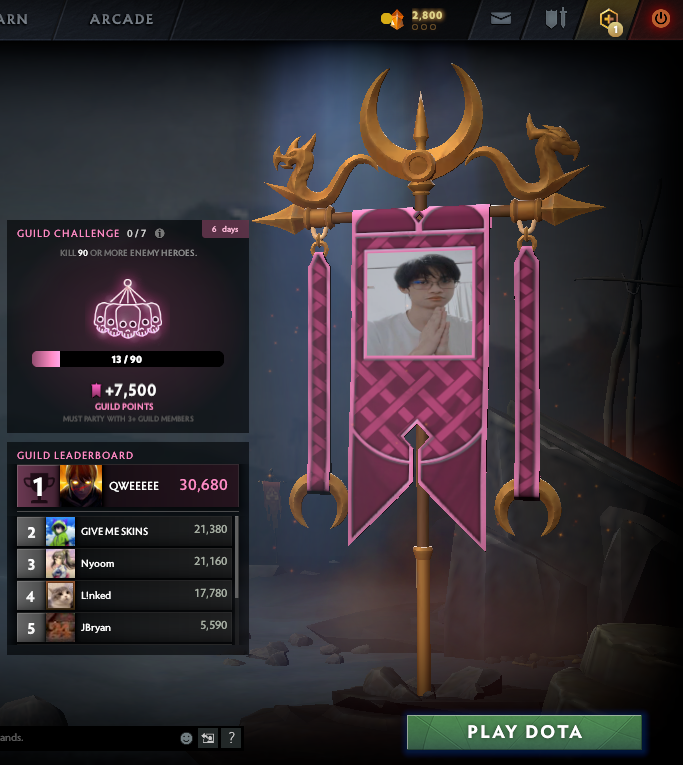 ARN
ARCADE
2,800
1
GUILD CHALLENGE 0/7
6 days
KILL 90 OR MORE ENEMY HEROES.
13 / 90
+7,500
GUILD POINTS
MUST PARTY WITH 3+ GUILD MEMBERS
GUILD LEADERBOARD
1 QWEEEEE 30,680
2 GIVE ME SKINS 21,380
3 Nyoom 21,160
4 L!nked 17,780
5 JBryan 5,590
ands.
?
PLAY DOTA